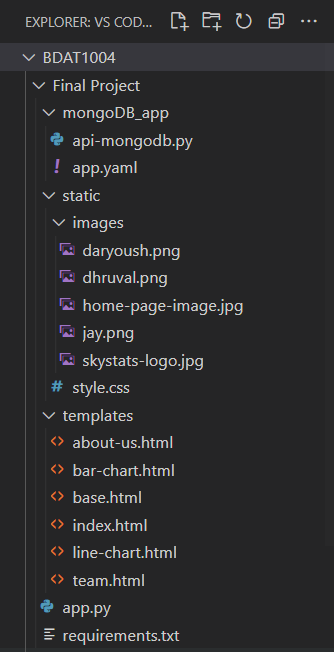 EXPLORER: VS COD...
BDAT1004
Final Project
mongoDB_app
api-mongodb.py
! app.yaml
static
images
daryoush.png
dhruval.png
home-page-image.jpg
jay.png
skystats-logo.jpg
# style.css
templates
<> about-us.html
<> bar-chart.html
<> base.html
<> index.html
<> line-chart.html
<> team.html
app.py
requirements.txt